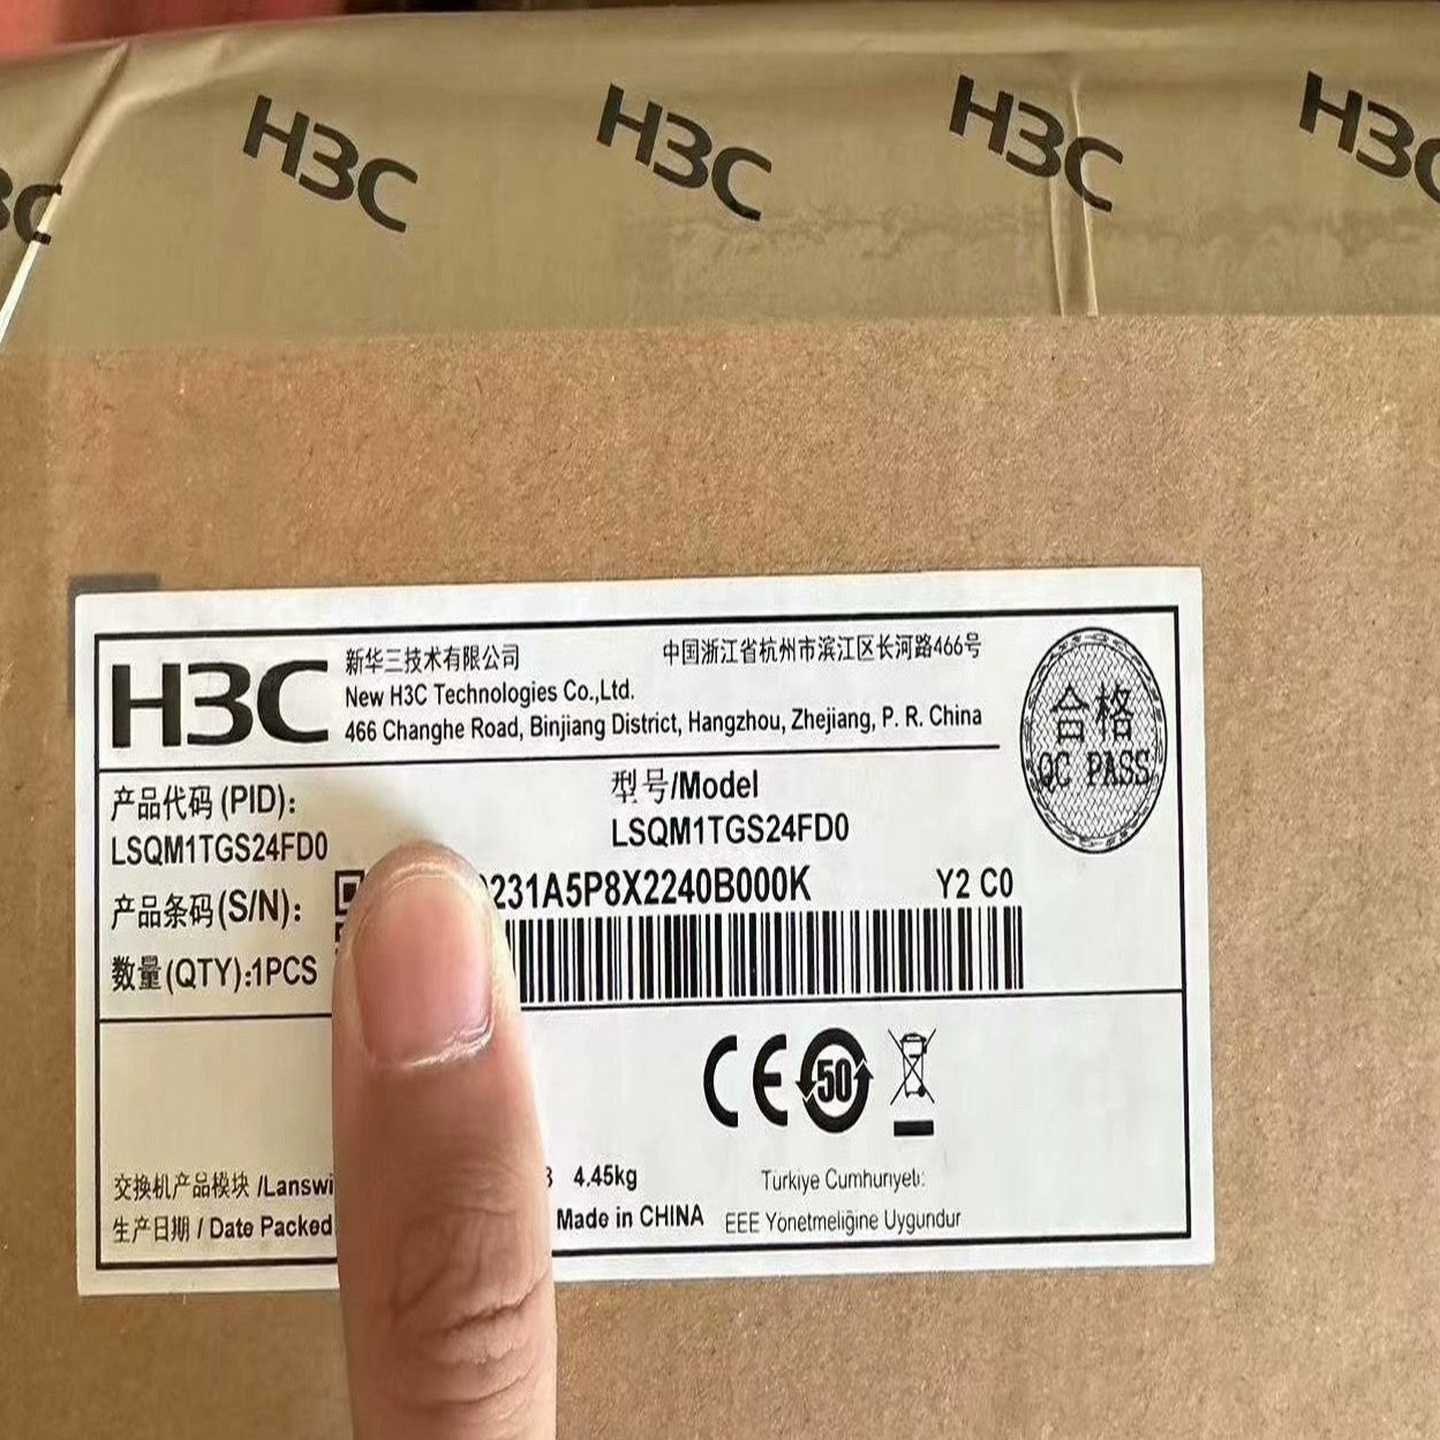 H3C H3C H3C H3C
H3C
新华三技术有限公司
中国浙江省杭州市滨江区长河路466号
New H3C Technologies Co.,Ltd.
466 Changhe Road, Binjiang District, Hangzhou, Zhejiang, P. R. China
合格
QC PASS
产品代码(PID):
LSQM1TGS24FD0
型号/Model
LSQM1TGS24FD0
产品条码(S/N):
231A5P8X2240B000K
Y2 C0
数量(QTY):1PCS
CE
50
交换机产品模块 /Lanswi
4.45kg
Türkiye Cumhuriyeti:
生产日期 / Date Packed
Made in CHINA
EEE Yönetmeliğine Uygundur